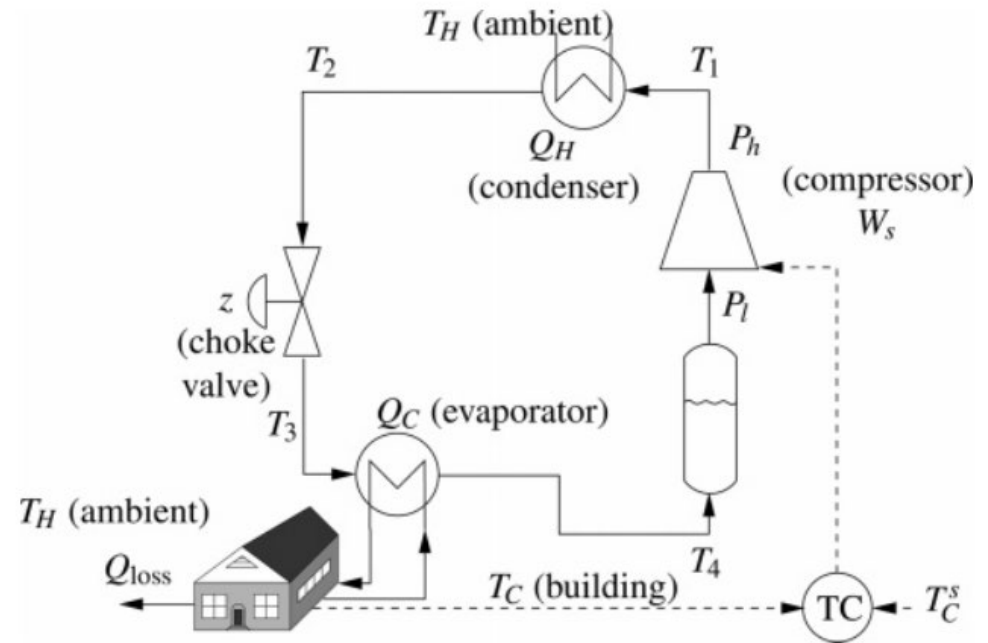 T_H (ambient)
T_2
T_1
Q_H
(condenser)
P_h
(compressor)
W_s
z
(choke
valve)
P_l
T_3
Q_C (evaporator)
T_H (ambient)
Q_loss
T_C (building)
T_4
TC
T_C^s